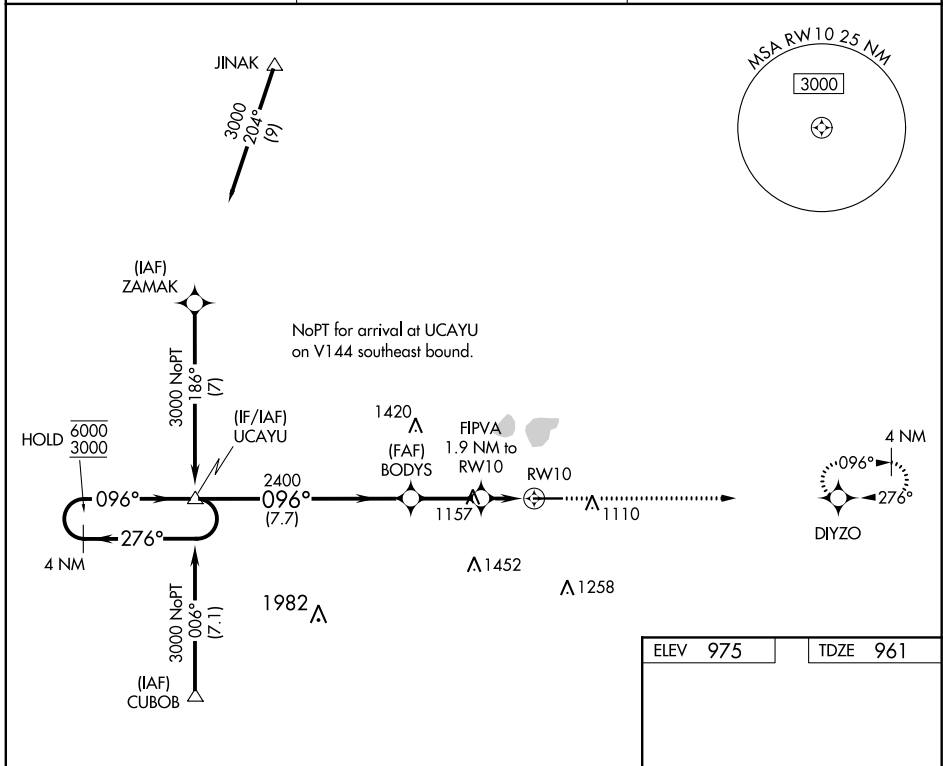 MSA RW10 25 NM
3000
JINAK
3000
204°
(9)
(IAF)
ZAMAK
NoPT for arrival at UCAYU
on V144 southeast bound.
3000 NoPT
186°
(7)
HOLD
6000
3000
(IF/IAF)
UCAYU
1420
(FAF)
BODYS
FIPVA
1.9 NM to
RW10
RW10
4 NM
096°
276°
DIYZO
096°
2400
096°
(7.7)
1157
1110
276°
4 NM
1452
1258
1982
3000 NoPT
006°
(7.1)
(IAF)
CUBOB
ELEV 975
TDZE 961